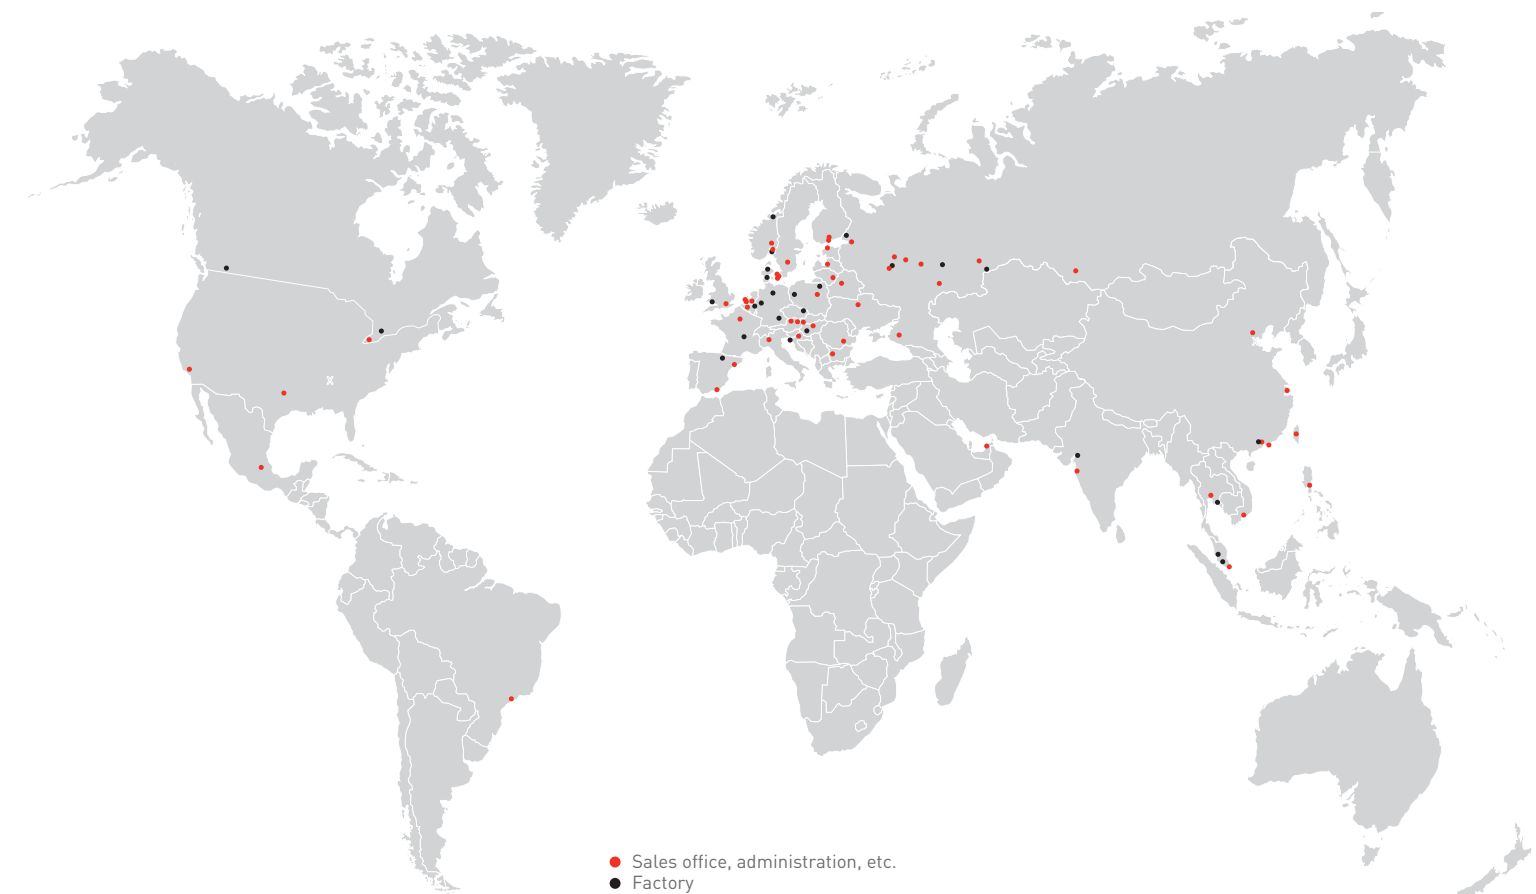 Sales office, administration, etc.
Factory